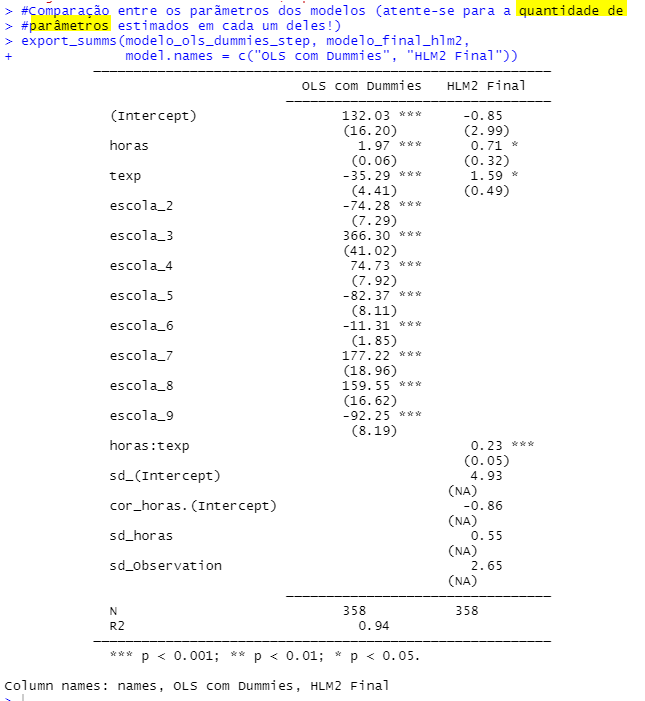 > #Comparação entre os parâmetros dos modelos (atente-se para a quantidade de
> #parâmetros estimados em cada um deles!)
> export_summs(modelo_ols_dummies_step, modelo_final_hlm2,
+ model.names = c("OLS com Dummies", "HLM2 Final"))
OLS com Dummies HLM2 Final
(Intercept) 132.03 *** -0.85
(16.20) (2.99)
horas 1.97 *** 0.71 *
(0.06) (0.32)
texp -35.29 *** 1.59 *
(4.41) (0.49)
escola_2 -74.28 ***
(7.29)
escola_3 366.30 ***
(41.02)
escola_4 74.73 ***
(7.92)
escola_5 -82.37 ***
(8.11)
escola_6 -11.31 ***
(1.85)
escola_7 177.22 ***
(18.96)
escola_8 159.55 ***
(16.62)
escola_9 -92.25 ***
(8.19)
horas:texp 0.23 ***
(0.05)
sd_(Intercept) 4.93
(NA)
cor_horas.(Intercept) -0.86
(NA)
sd_horas 0.55
(NA)
sd_Observation 2.65
(NA)
N 358 358
R2 0.94
*** p < 0.001; ** p < 0.01; * p < 0.05.
Column names: names, OLS com Dummies, HLM2 Final
>